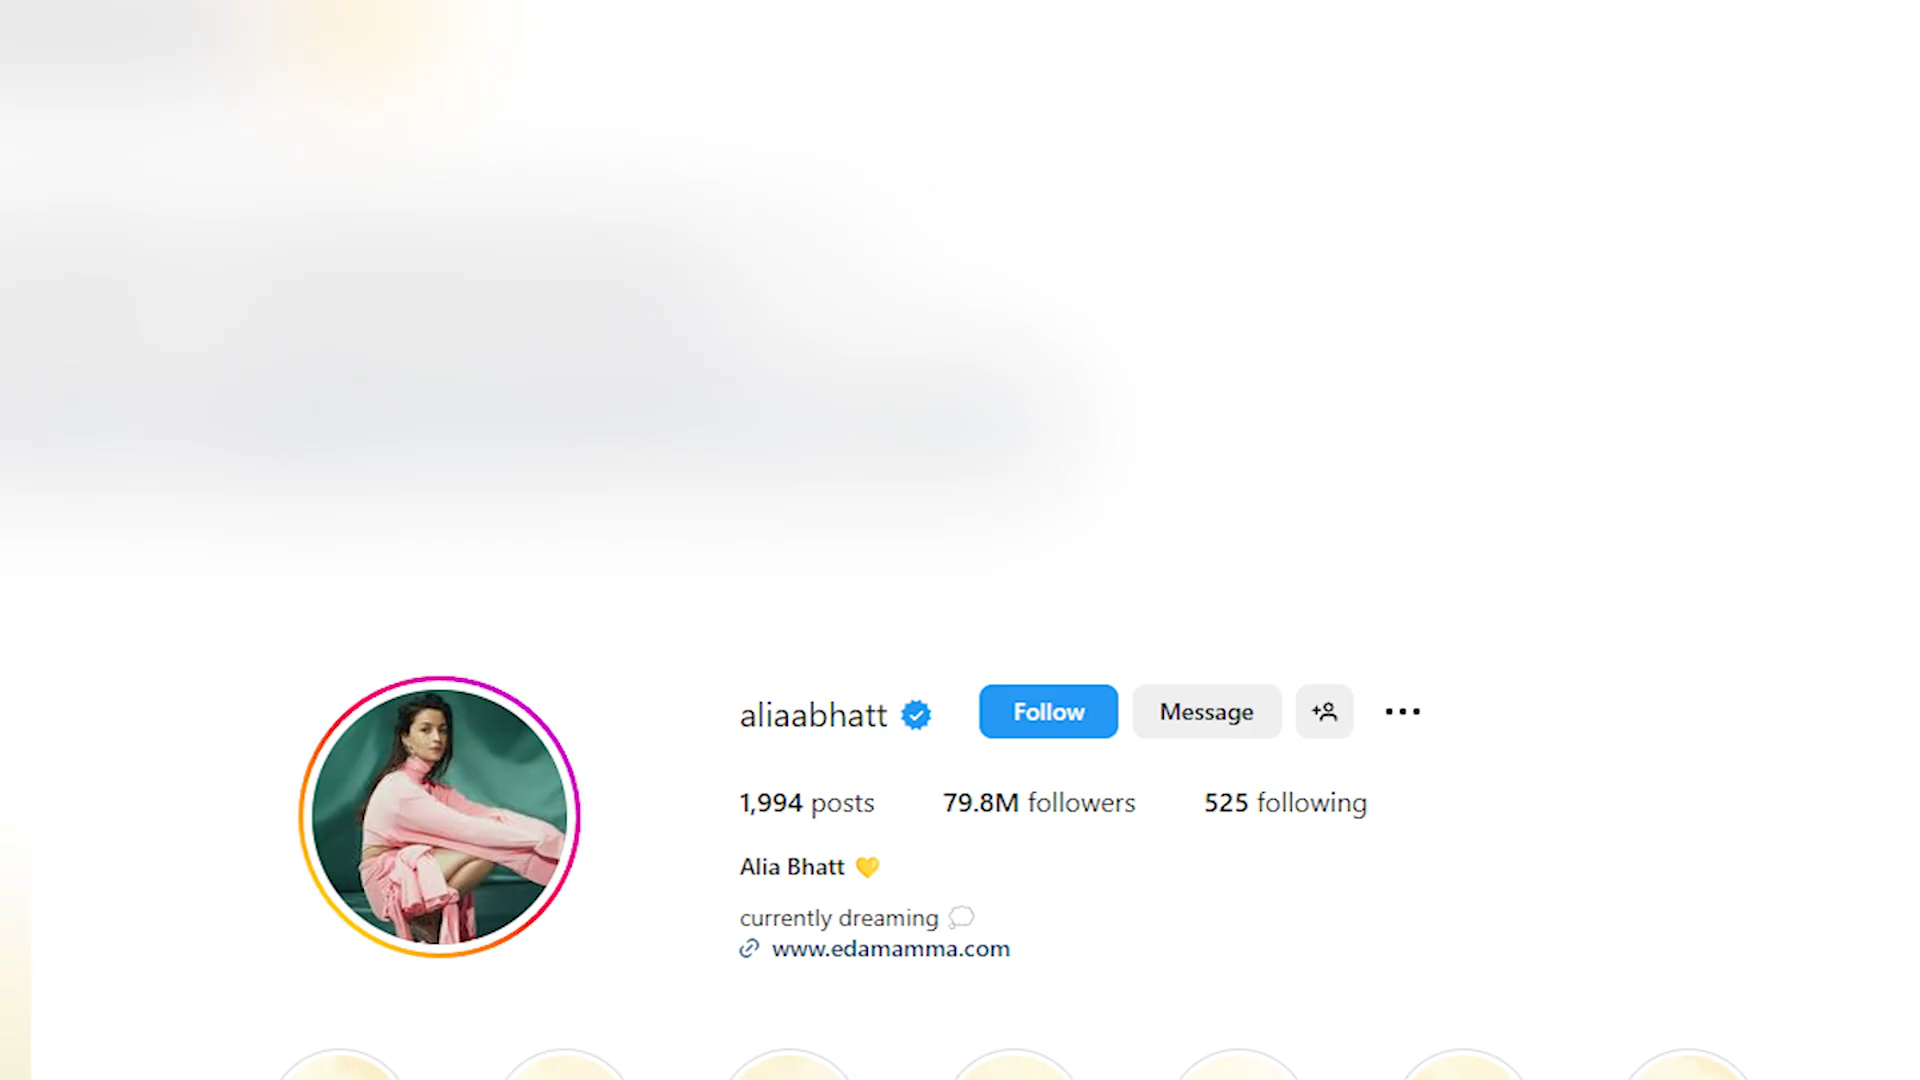 aliaabhatt Follow Message
1,994 posts 79.8M followers 525 following
Alia Bhatt 💛
currently dreaming 💭
www.edamamma.com